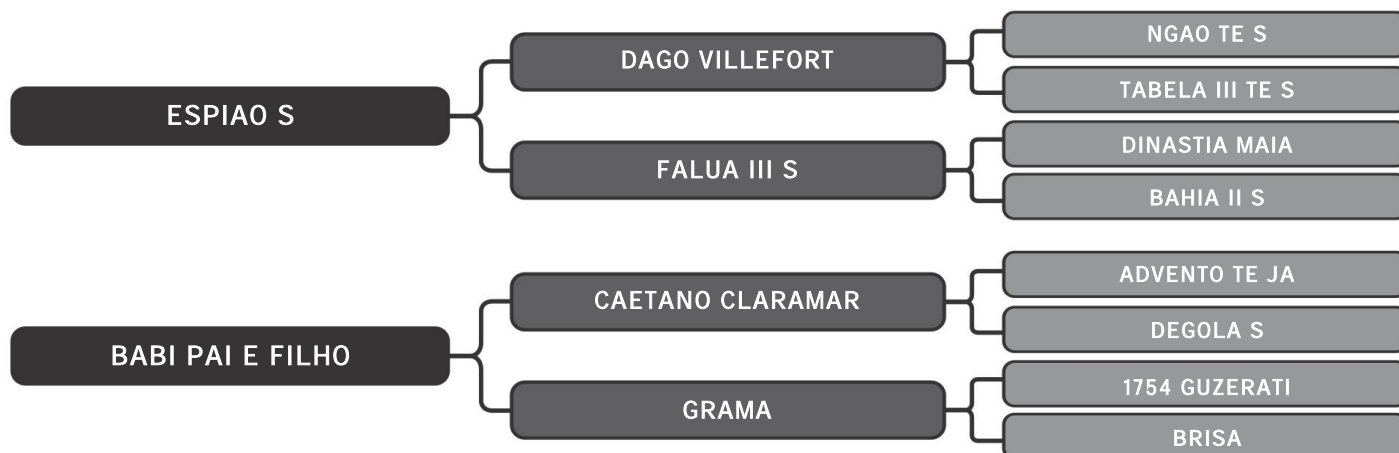 ESPIAO S
DAGO VILLEFORT
NGAO TE S
TABELA III TE S
FALUA III S
DINASTIA MAIA
BAHIA II S
BABI PAI E FILHO
CAETANO CLARAMAR
ADVENTO TE JA
DEGOLA S
GRAMA
1754 GUZERATI
BRISA